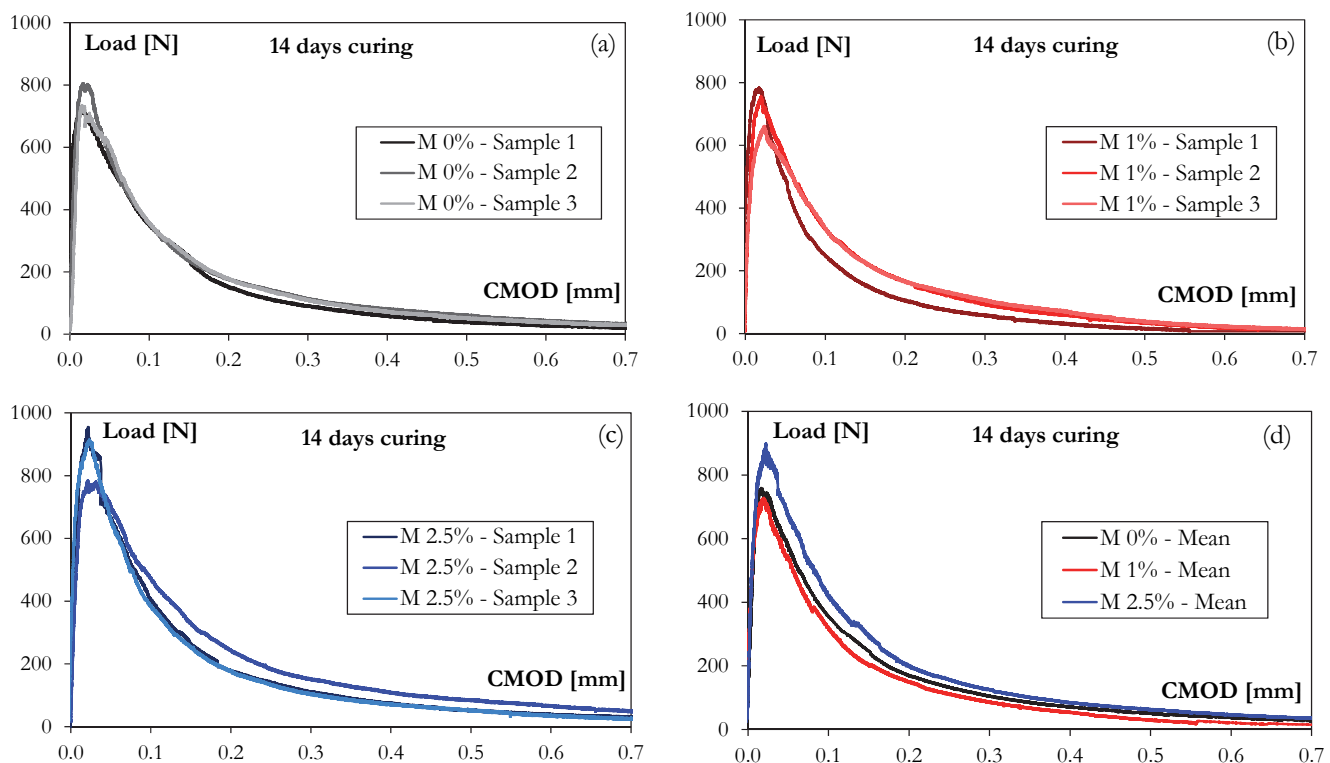 1000
800
600
400
200
0
Load [N]
14 days curing
(a)
M 0% - Sample 1
M 0% - Sample 2
M 0% - Sample 3
CMOD [mm]
0.0 0.1 0.2 0.3 0.4 0.5 0.6 0.7
1000
800
600
400
200
0
Load [N]
14 days curing
(b)
M 1% - Sample 1
M 1% - Sample 2
M 1% - Sample 3
CMOD [mm]
0.0 0.1 0.2 0.3 0.4 0.5 0.6 0.7
1000
800
600
400
200
0
Load [N]
14 days curing
(c)
M 2.5% - Sample 1
M 2.5% - Sample 2
M 2.5% - Sample 3
CMOD [mm]
0.0 0.1 0.2 0.3 0.4 0.5 0.6 0.7
1000
800
600
400
200
0
Load [N]
14 days curing
(d)
M 0% - Mean
M 1% - Mean
M 2.5% - Mean
CMOD [mm]
0.0 0.1 0.2 0.3 0.4 0.5 0.6 0.7